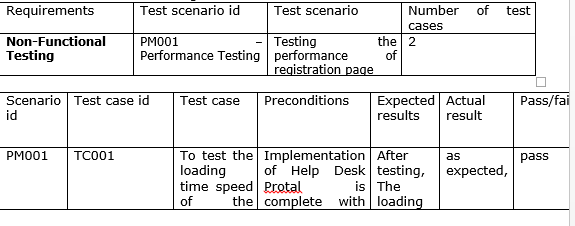 Requirements Test scenario id Test scenario Number of test
cases
Non-Functional PM001 – Testing the 2
Testing Performance Testing performance of
registration page
Scenario Test case id Test case Preconditions Expected Actual Pass/fai
id results result
PM001 TC001 To test the Implementation After as pass
loading of Help Desk testing, expected,
time speed Protal is The
of the complete with loading